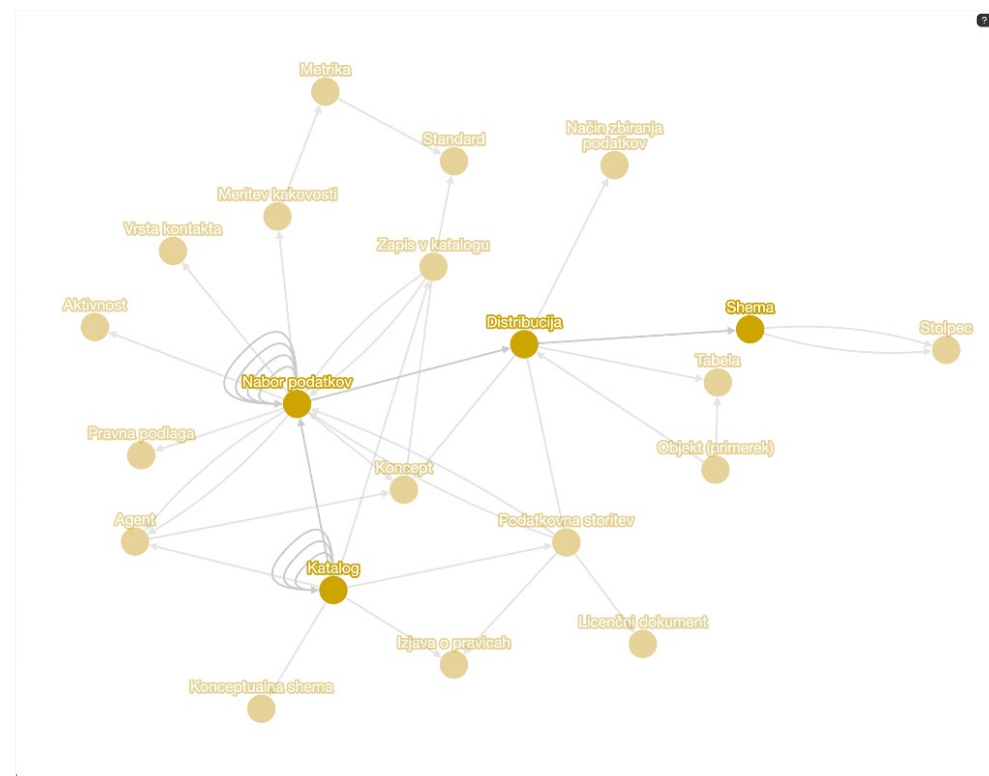 ?
Metrika
Standard
Način zbiranja
podatkov
Meritev kakovosti
Vrsta kontakta
Zapis v katalogu
Aktivnost
Shema
Distribucija
Stolpec
Tabela
Nabor podatkov
Pravna podlaga
Objekt (primerek)
Koncept
Agent
Podatkovna storitev
Katalog
Licenčni dokument
Izjava o pravicah
Konceptualna shema